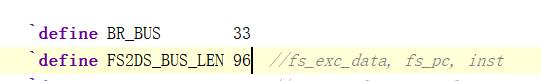 `define BR_BUS 33
`define FS2DS_BUS_LEN 96 //fs_exc_data, fs_pc, inst